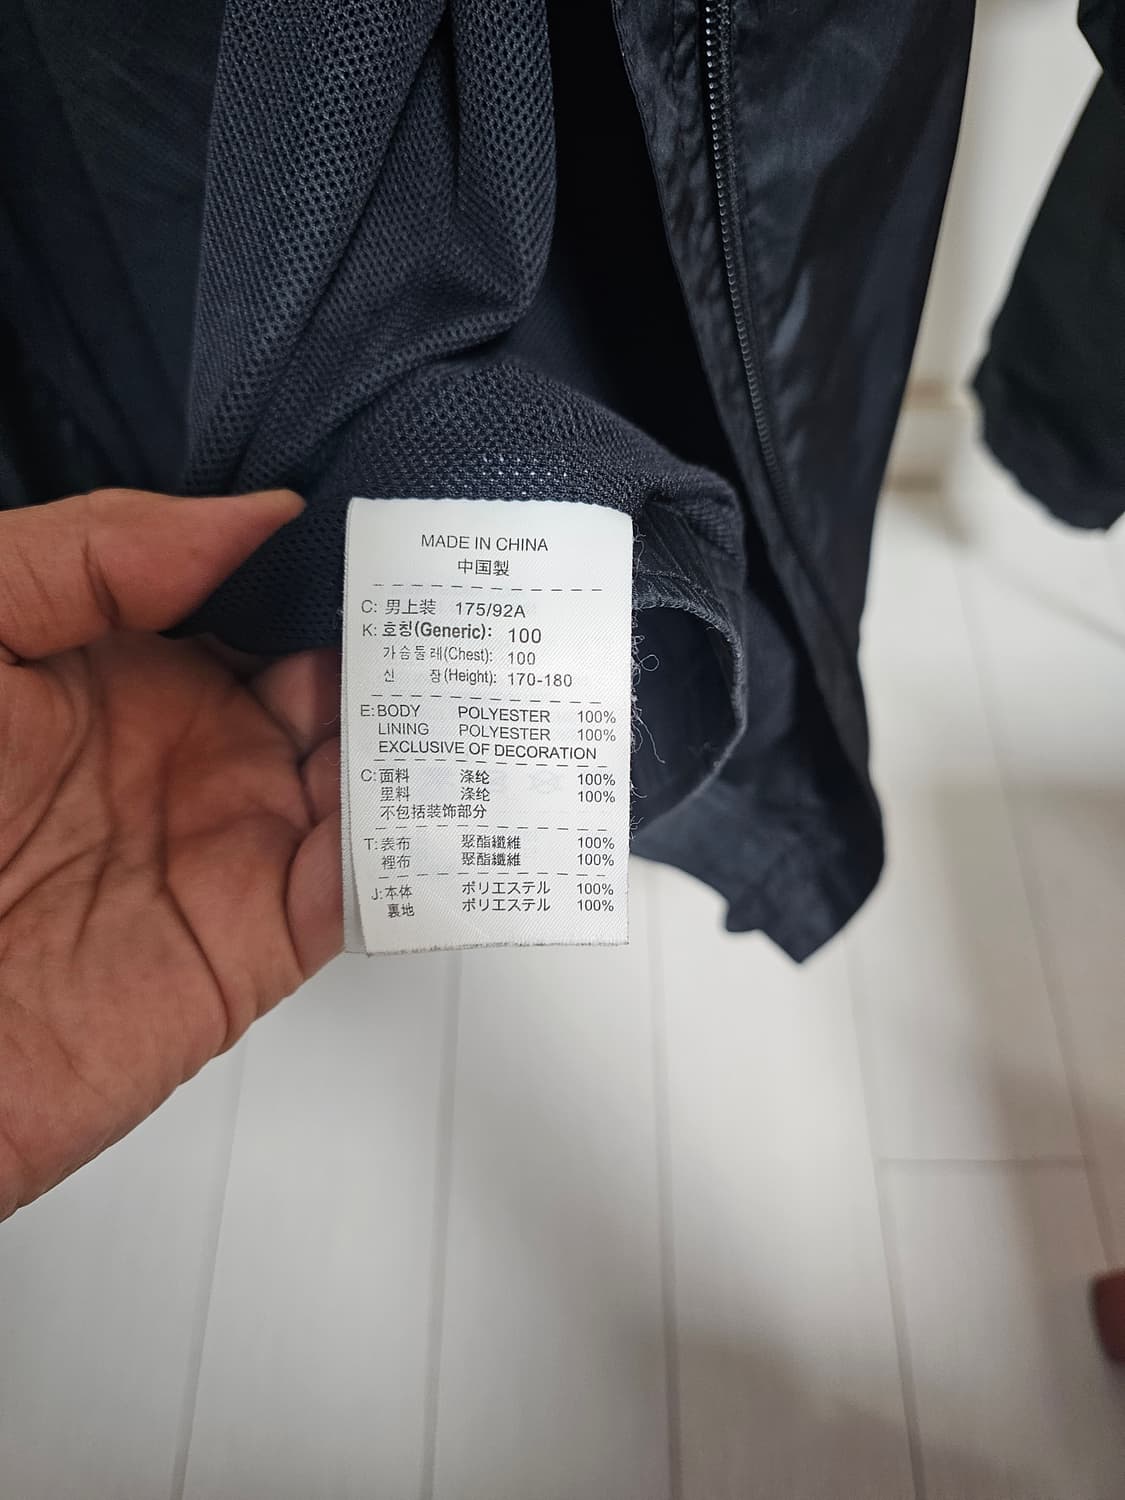 MADE IN CHINA
中国製
C: 男上装 175/92A
K: 호칭(Generic): 100
가슴둘레(Chest): 100
신 장(Height): 170-180
E: BODY POLYESTER 100%
LINING POLYESTER 100%
EXCLUSIVE OF DECORATION
C: 面料 涤纶 100%
里料 涤纶 100%
不包括装饰部分
T: 表布 聚酯纖維 100%
裡布 聚酯纖維 100%
J: 本体 ポリエステル 100%
裏地 ポリエステル 100%